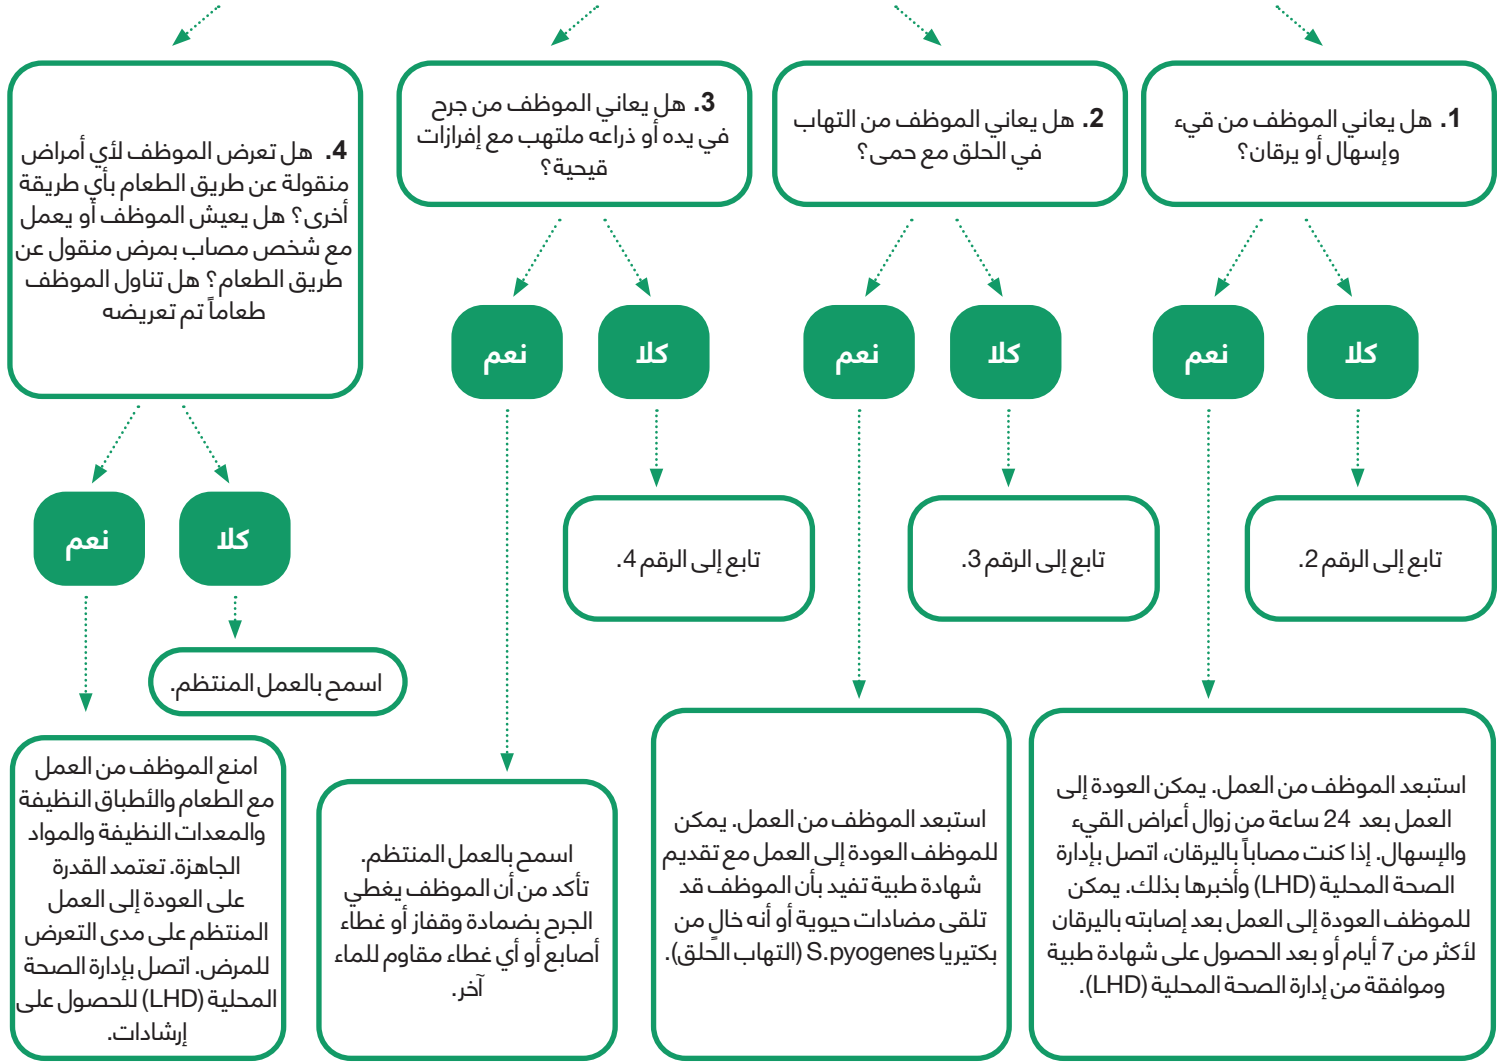 1. هل يعاني الموظف من قيء
وإسهال أو يرقان؟
كلا
نعم
تابع إلى الرقم 2.
استبعد الموظف من العمل. يمكن العودة إلى
العمل بعد 24 ساعة من زوال أعراض القيء
والإسهال. إذا كنت مصاباً باليرقان، اتصل بإدارة
الصحة المحلية (LHD) وأخبرها بذلك. يمكن
للموظف العودة إلى العمل بعد إصابته باليرقان
لأكثر من 7 أيام أو بعد الحصول على شهادة طبية
وموافقة من إدارة الصحة المحلية (LHD).
2. هل يعاني الموظف من التهاب
في الحلق مع حمى؟
كلا
نعم
تابع إلى الرقم 3.
استبعد الموظف من العمل. يمكن
للموظف العودة إلى العمل مع تقديم
شهادة طبية تفيد بأن الموظف قد
تلقى مضادات حيوية أو أنه خالٍ من
بكتيريا S.pyogenes (التهاب الحلق).
3. هل يعاني الموظف من جرح
في يده أو ذراعه ملتهب مع إفرازات
قيحية؟
كلا
نعم
تابع إلى الرقم 4.
اسمح بالعمل المنتظم.
تأكد من أن الموظف يغطي
الجرح بضمادة وقفاز أو غطاء
أصابع أو أي غطاء مقاوم للماء
آخر.
4. هل تعرض الموظف لأي أمراض
منقولة عن طريق الطعام بأي طريقة
أخرى؟ هل يعيش الموظف أو يعمل
مع شخص مصاب بمرض منقول عن
طريق الطعام؟ هل تناول الموظف
طعاماً تم تعريضه
كلا
نعم
اسمح بالعمل المنتظم.
امنع الموظف من العمل
مع الطعام والأطباق النظيفة
والمعدات النظيفة والمواد
الجاهزة. تعتمد القدرة
على العودة إلى العمل
المنتظم على مدى التعرض
للمرض. اتصل بإدارة الصحة
المحلية (LHD) للحصول على
إرشادات.